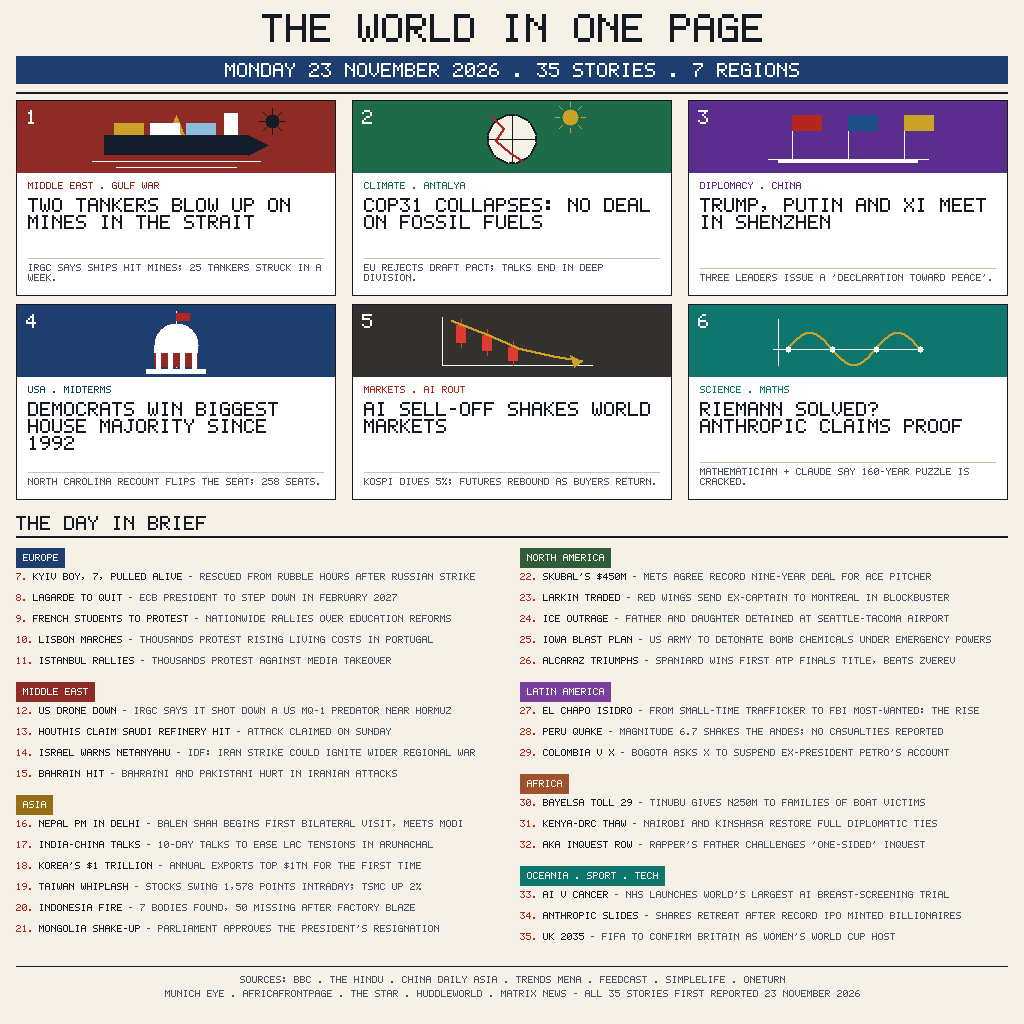 THE WORLD IN ONE PAGE
MONDAY 23 NOVEMBER 2026 . 35 STORIES . 7 REGIONS
1
MIDDLE EAST . GULF WAR
TWO TANKERS BLOW UP ON
MINES IN THE STRAIT
IRGC SAYS SHIPS HIT MINES; 25 TANKERS STRUCK IN A
WEEK.
2
CLIMATE . ANTALYA
COP31 COLLAPSES: NO DEAL
ON FOSSIL FUELS
EU REJECTS DRAFT PACT; TALKS END IN DEEP
DIVISION.
3
DIPLOMACY . CHINA
TRUMP, PUTIN AND XI MEET
IN SHENZHEN
THREE LEADERS ISSUE A 'DECLARATION TOWARD PEACE'.
4
USA . MIDTERMS
DEMOCRATS WIN BIGGEST
HOUSE MAJORITY SINCE
1992
NORTH CAROLINA RECOUNT FLIPS THE SEAT; 258 SEATS.
5
MARKETS . AI ROUT
AI SELL-OFF SHAKES WORLD
MARKETS
KOSPI DIVES 5%; FUTURES REBOUND AS BUYERS RETURN.
6
SCIENCE . MATHS
RIEMANN SOLVED?
ANTHROPIC CLAIMS PROOF
MATHEMATICIAN + CLAUDE SAY 160-YEAR PUZZLE IS
CRACKED.
THE DAY IN BRIEF
EUROPE
7. KYIV BOY, 7, PULLED ALIVE - RESCUED FROM RUBBLE HOURS AFTER RUSSIAN STRIKE
8. LAGARDE TO QUIT - ECB PRESIDENT TO STEP DOWN IN FEBRUARY 2027
9. FRENCH STUDENTS TO PROTEST - NATIONWIDE RALLIES OVER EDUCATION REFORMS
10. LISBON MARCHES - THOUSANDS PROTEST RISING LIVING COSTS IN PORTUGAL
11. ISTANBUL RALLIES - THOUSANDS PROTEST AGAINST MEDIA TAKEOVER
MIDDLE EAST
12. US DRONE DOWN - IRGC SAYS IT SHOT DOWN A US MQ-1 PREDATOR NEAR HORMUZ
13. HOUTHIS CLAIM SAUDI REFINERY HIT - ATTACK CLAIMED ON SUNDAY
14. ISRAEL WARNS NETANYAHU - IDF: IRAN STRIKE COULD IGNITE WIDER REGIONAL WAR
15. BAHRAIN HIT - BAHRAINI AND PAKISTANI HURT IN IRANIAN ATTACKS
ASIA
16. NEPAL PM IN DELHI - BALEN SHAH BEGINS FIRST BILATERAL VISIT, MEETS MODI
17. INDIA-CHINA TALKS - 10-DAY TALKS TO EASE LAC TENSIONS IN ARUNACHAL
18. KOREA'S $1 TRILLION - ANNUAL EXPORTS TOP $1TN FOR THE FIRST TIME
19. TAIWAN WHIPLASH - STOCKS SWING 1,578 POINTS INTRADAY; TSMC UP 2%
20. INDONESIA FIRE - 7 BODIES FOUND, 50 MISSING AFTER FACTORY BLAZE
21. MONGOLIA SHAKE-UP - PARLIAMENT APPROVES THE PRESIDENT'S RESIGNATION
NORTH AMERICA
22. SKUBAL'S $450M - METS AGREE RECORD NINE-YEAR DEAL FOR ACE PITCHER
23. LARKIN TRADED - RED WINGS SEND EX-CAPTAIN TO MONTREAL IN BLOCKBUSTER
24. ICE OUTRAGE - FATHER AND DAUGHTER DETAINED AT SEATTLE-TACOMA AIRPORT
25. IOWA BLAST PLAN - US ARMY TO DETONATE BOMB CHEMICALS UNDER EMERGENCY POWERS
26. ALCARAZ TRIUMPHS - SPANIARD WINS FIRST ATP FINALS TITLE, BEATS ZVEREV
LATIN AMERICA
27. EL CHAPO ISIDRO - FROM SMALL-TIME TRAFFICKER TO FBI MOST-WANTED: THE RISE
28. PERU QUAKE - MAGNITUDE 6.7 SHAKES THE ANDES; NO CASUALTIES REPORTED
29. COLOMBIA V X - BOGOTA ASKS X TO SUSPEND EX-PRESIDENT PETRO'S ACCOUNT
AFRICA
30. BAYELSA TOLL 29 - TINUBU GIVES N250M TO FAMILIES OF BOAT VICTIMS
31. KENYA-DRC THAW - NAIROBI AND KINSHASA RESTORE FULL DIPLOMATIC TIES
32. AKA INQUEST ROW - RAPPER'S FATHER CHALLENGES 'ONE-SIDED' INQUEST
OCEANIA . SPORT . TECH
33. AI V CANCER - NHS LAUNCHES WORLD'S LARGEST AI BREAST-SCREENING TRIAL
34. ANTHROPIC SLIDES - SHARES RETREAT AFTER RECORD IPO MINTED BILLIONAIRES
35. UK 2035 - FIFA TO CONFIRM BRITAIN AS WOMEN'S WORLD CUP HOST
SOURCES: BBC . THE HINDU . CHINA DAILY ASIA . TRENDS MENA . FEEDCAST . SIMPLELIFE . ONETURN
MUNICH EYE . AFRICAFRONTPAGE . THE STAR . HUDDLEWORLD . MATRIX NEWS - ALL 35 STORIES FIRST REPORTED 23 NOVEMBER 2026